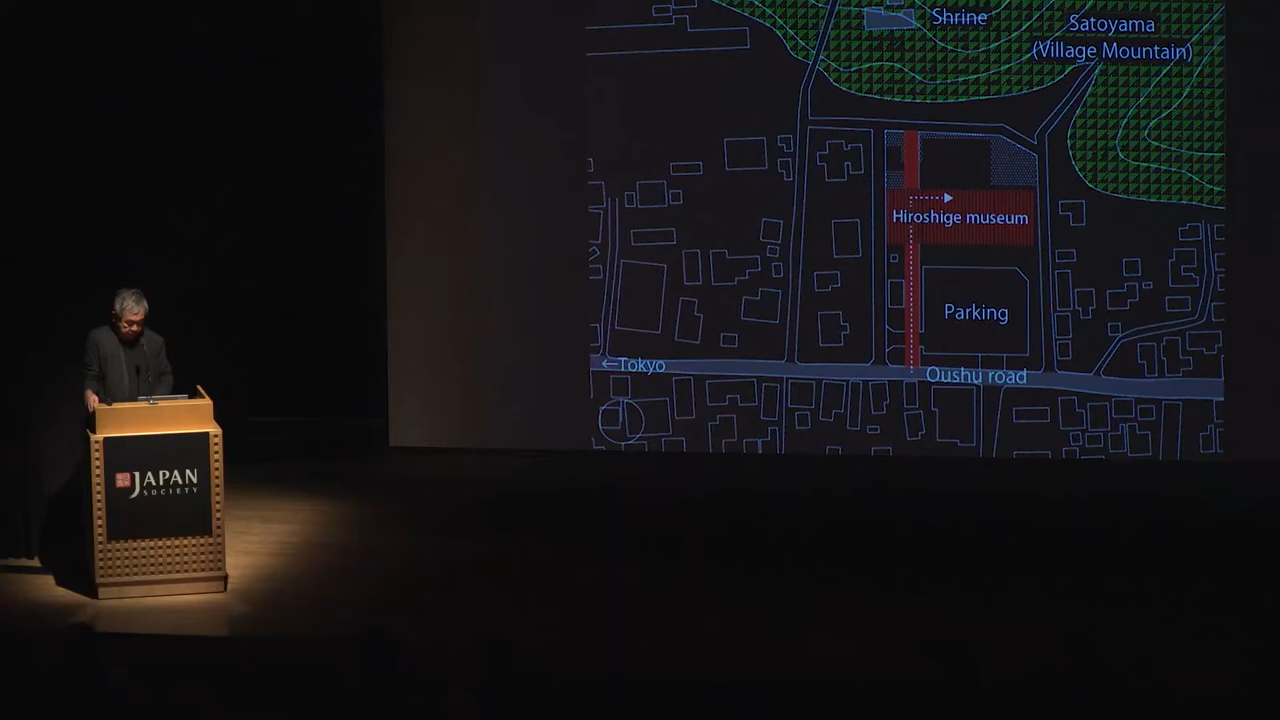 Shrine
Satoyama
(Village Mountain)
Hiroshige museum
Parking
←Tokyo
Oushu road
JAPAN
SOCIETY